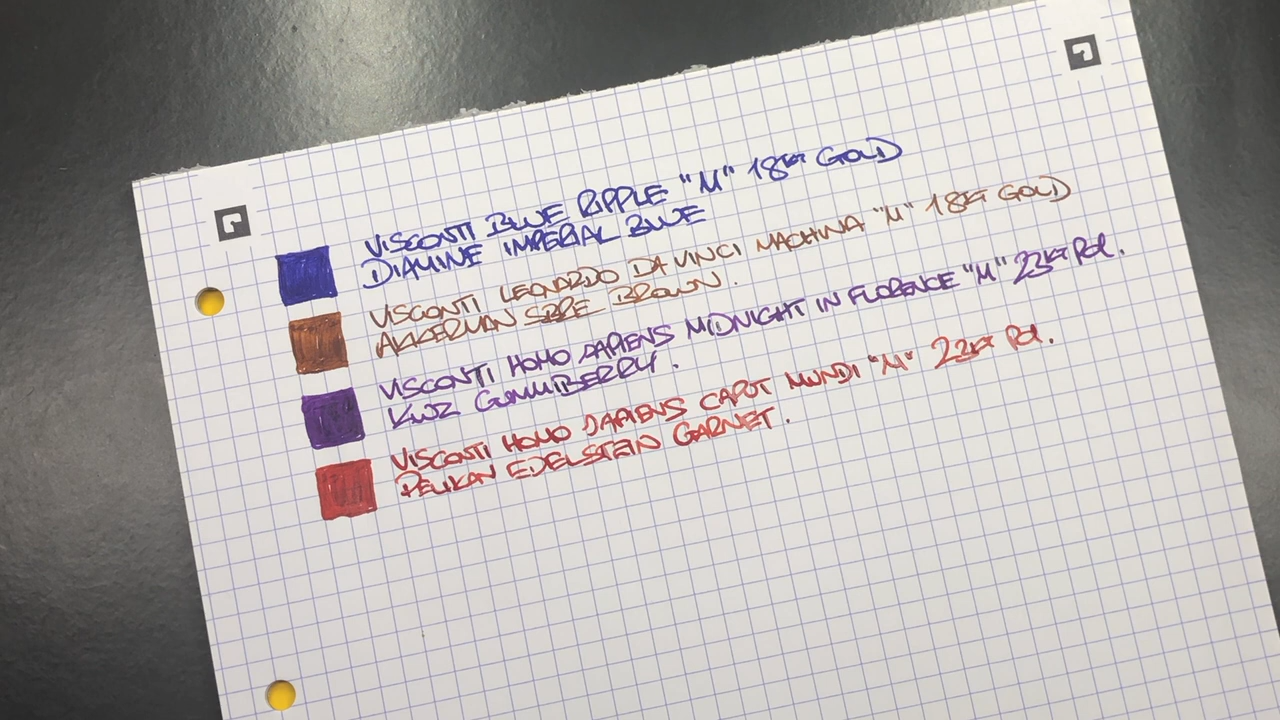 VISCONTI BLUE RIPPLE "M" 18KT GOLD
DIAMINE IMPERIAL BLUE
VISCONTI LEONARDO DA VINCI MACHINA "M" 18KT GOLD
AKKERMAN SBRE BROWN.
VISCONTI HOMO SAPIENS MIDNIGHT IN FLORENCE "M" 23KT Pd.
KWZ GUMMIBERRY.
VISCONTI HOMO SAPIENS CAPUT MUNDI "M" 23KT Pd.
PELIKAN EDELSTEIN GARNET.